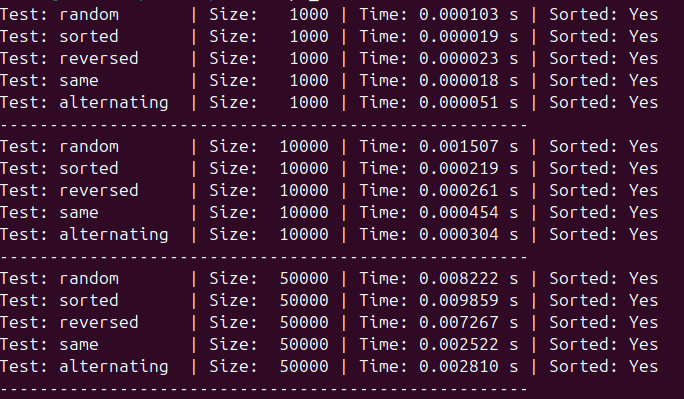 Test: random       | Size:   1000 | Time: 0.000103 s | Sorted: Yes
Test: sorted       | Size:   1000 | Time: 0.000019 s | Sorted: Yes
Test: reversed     | Size:   1000 | Time: 0.000023 s | Sorted: Yes
Test: same         | Size:   1000 | Time: 0.000018 s | Sorted: Yes
Test: alternating  | Size:   1000 | Time: 0.000051 s | Sorted: Yes
-----------------------------------------------------
Test: random       | Size:  10000 | Time: 0.001507 s | Sorted: Yes
Test: sorted       | Size:  10000 | Time: 0.000219 s | Sorted: Yes
Test: reversed     | Size:  10000 | Time: 0.000261 s | Sorted: Yes
Test: same         | Size:  10000 | Time: 0.000454 s | Sorted: Yes
Test: alternating  | Size:  10000 | Time: 0.000304 s | Sorted: Yes
-----------------------------------------------------
Test: random       | Size:  50000 | Time: 0.008222 s | Sorted: Yes
Test: sorted       | Size:  50000 | Time: 0.009859 s | Sorted: Yes
Test: reversed     | Size:  50000 | Time: 0.007267 s | Sorted: Yes
Test: same         | Size:  50000 | Time: 0.002522 s | Sorted: Yes
Test: alternating  | Size:  50000 | Time: 0.002810 s | Sorted: Yes
-----------------------------------------------------